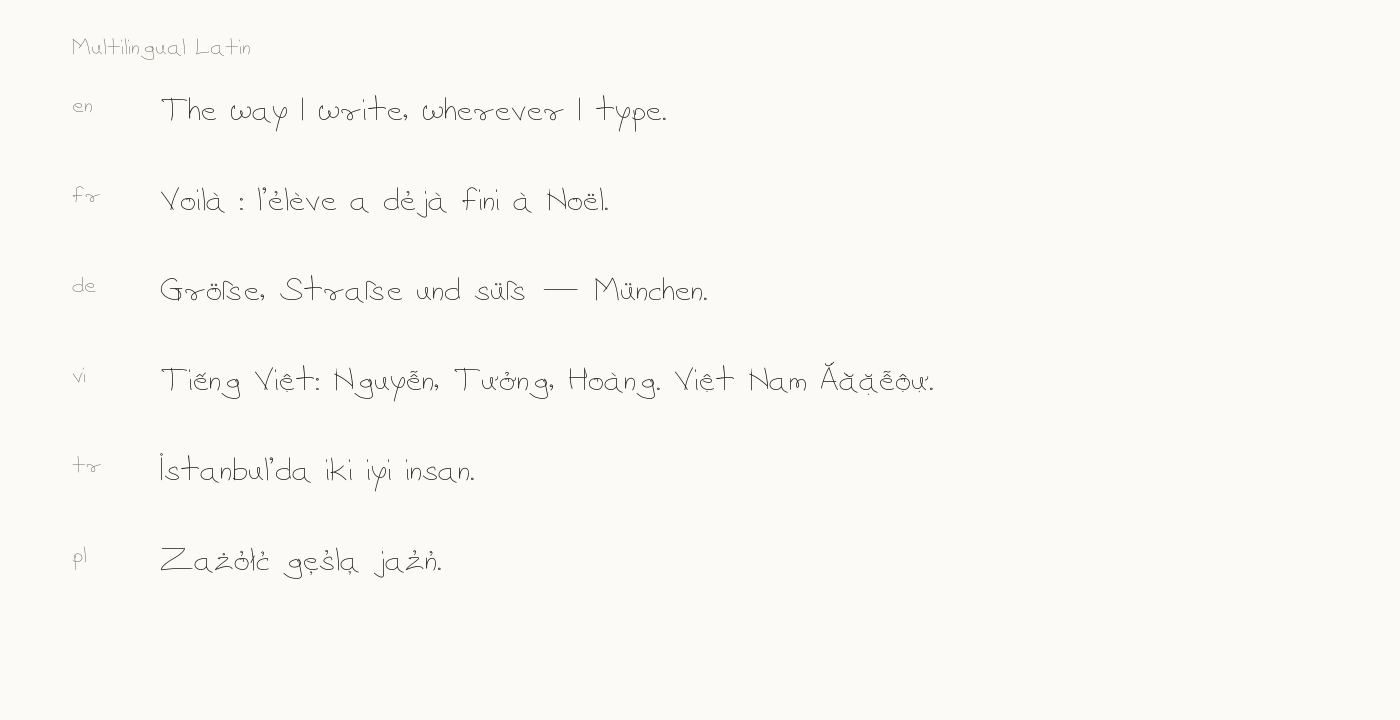 Multilingual Latin
en The way I write, wherever I type.
fr Voilà : l'élève a déjà fini à Noël.
de Größe, Straße und süß — München.
vi Tiếng Việt: Nguyễn, Tưởng, Hoàng. Việt Nam Ăăặễôự.
tr İstanbul'da iki iyi insan.
pl Zażółć gęślą jaźń.